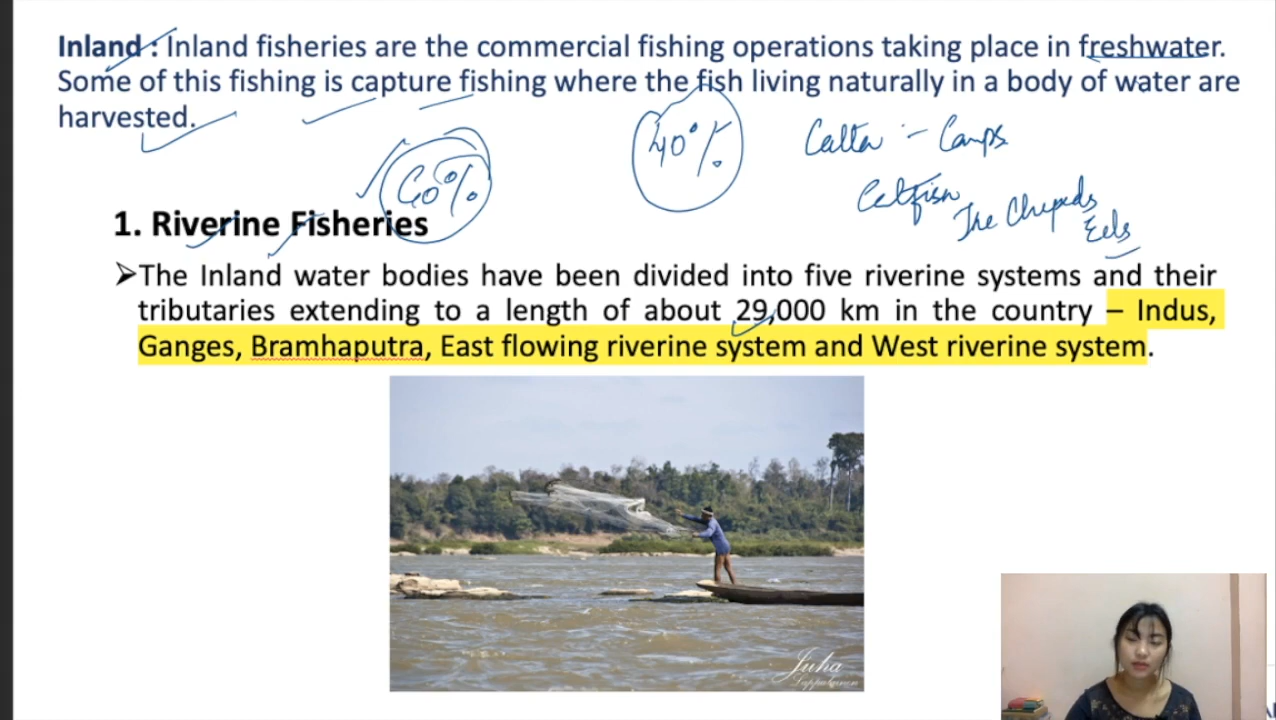 Inland : Inland fisheries are the commercial fishing operations taking place in freshwater.
Some of this fishing is capture fishing where the fish living naturally in a body of water are
harvested.
60% 40% Catla - Carps
Catfish
The Clupeids
Eels
1. Riverine Fisheries
➢The Inland water bodies have been divided into five riverine systems and their
tributaries extending to a length of about 29,000 km in the country – Indus,
Ganges, Bramhaputra, East flowing riverine system and West riverine system.
Juha